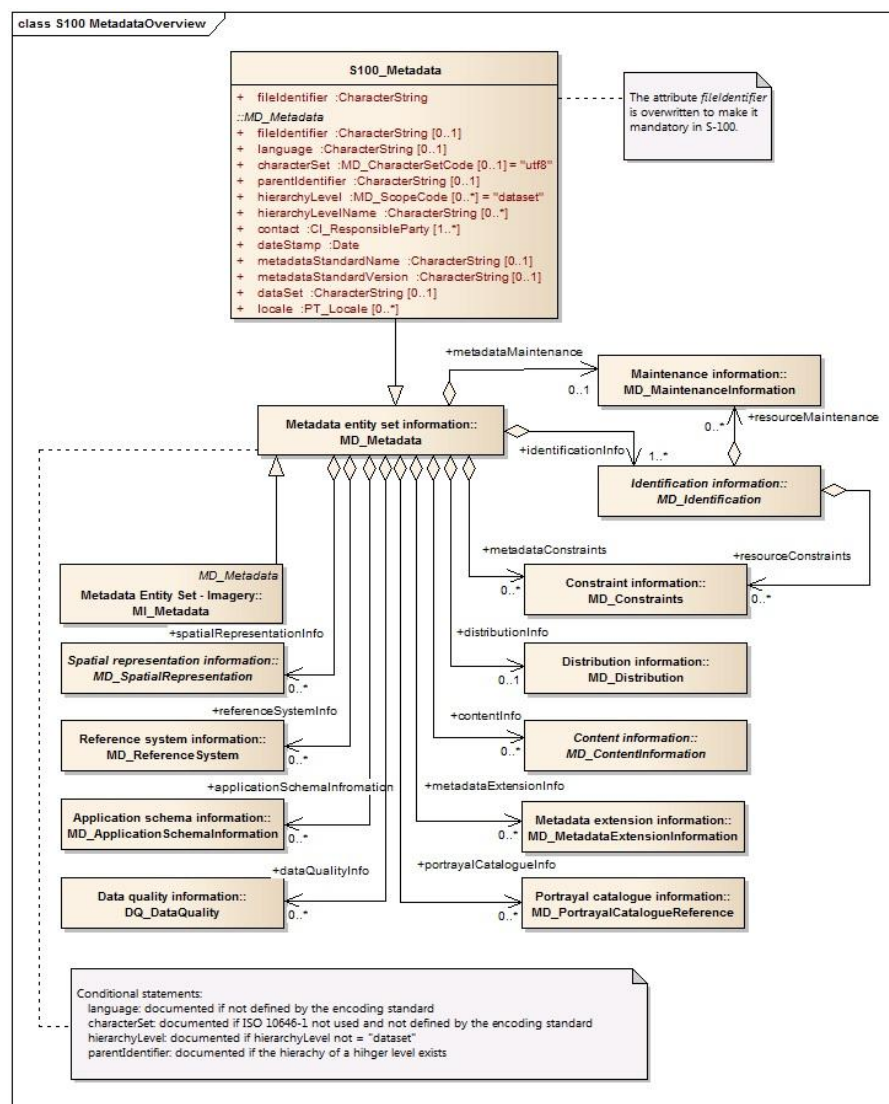 class S100 MetadataOverview
S100_Metadata
+ fileIdentifier :CharacterString
::MD_Metadata
+ fileIdentifier :CharacterString [0..1]
+ language :CharacterString [0..1]
+ characterSet :MD_CharacterSetCode [0..1] = "utf8"
+ parentIdentifier :CharacterString [0..1]
+ hierarchyLevel :MD_ScopeCode [0..*] = "dataset"
+ hierarchyLevelName :CharacterString [0..*]
+ contact :CI_ResponsibleParty [1..*]
+ dateStamp :Date
+ metadataStandardName :CharacterString [0..1]
+ metadataStandardVersion :CharacterString [0..1]
+ dataSet :CharacterString [0..1]
+ locale :PT_Locale [0..*]
The attribute fileIdentifier
is overwritten to make it
mandatory in S-100.
+metadataMaintenance
0..1
Maintenance information::
MD_MaintenanceInformation
+resourceMaintenance
0..*
Metadata entity set information::
MD_Metadata
+identificationInfo
1..*
Identification information::
MD_Identification
MD_Metadata
Metadata Entity Set - Imagery::
MI_Metadata
+metadataConstraints
0..*
+resourceConstraints
0..*
Constraint information::
MD_Constraints
+spatialRepresentationInfo
0..*
Spatial representation information::
MD_SpatialRepresentation
+distributionInfo
0..1
Distribution information::
MD_Distribution
+referenceSystemInfo
0..*
Reference system information::
MD_ReferenceSystem
+contentInfo
0..*
Content information::
MD_ContentInformation
+applicationSchemaInfromation
0..*
Application schema information::
MD_ApplicationSchemaInformation
+metadataExtensionInfo
0..*
Metadata extension information::
MD_MetadataExtensionInformation
+dataQualityInfo
0..*
Data quality information::
DQ_DataQuality
+portrayalCatalogueInfo
0..*
Portrayal catalogue information::
MD_PortrayalCatalogueReference
Conditional statements:
language: documented if not defined by the encoding standard
characterSet: documented if ISO 10646-1 not used and not defined by the encoding standard
hierarchyLevel: documented if hierarchyLevel not = "dataset"
parentIdentifier: documented if the hierachy of a hihger level exists